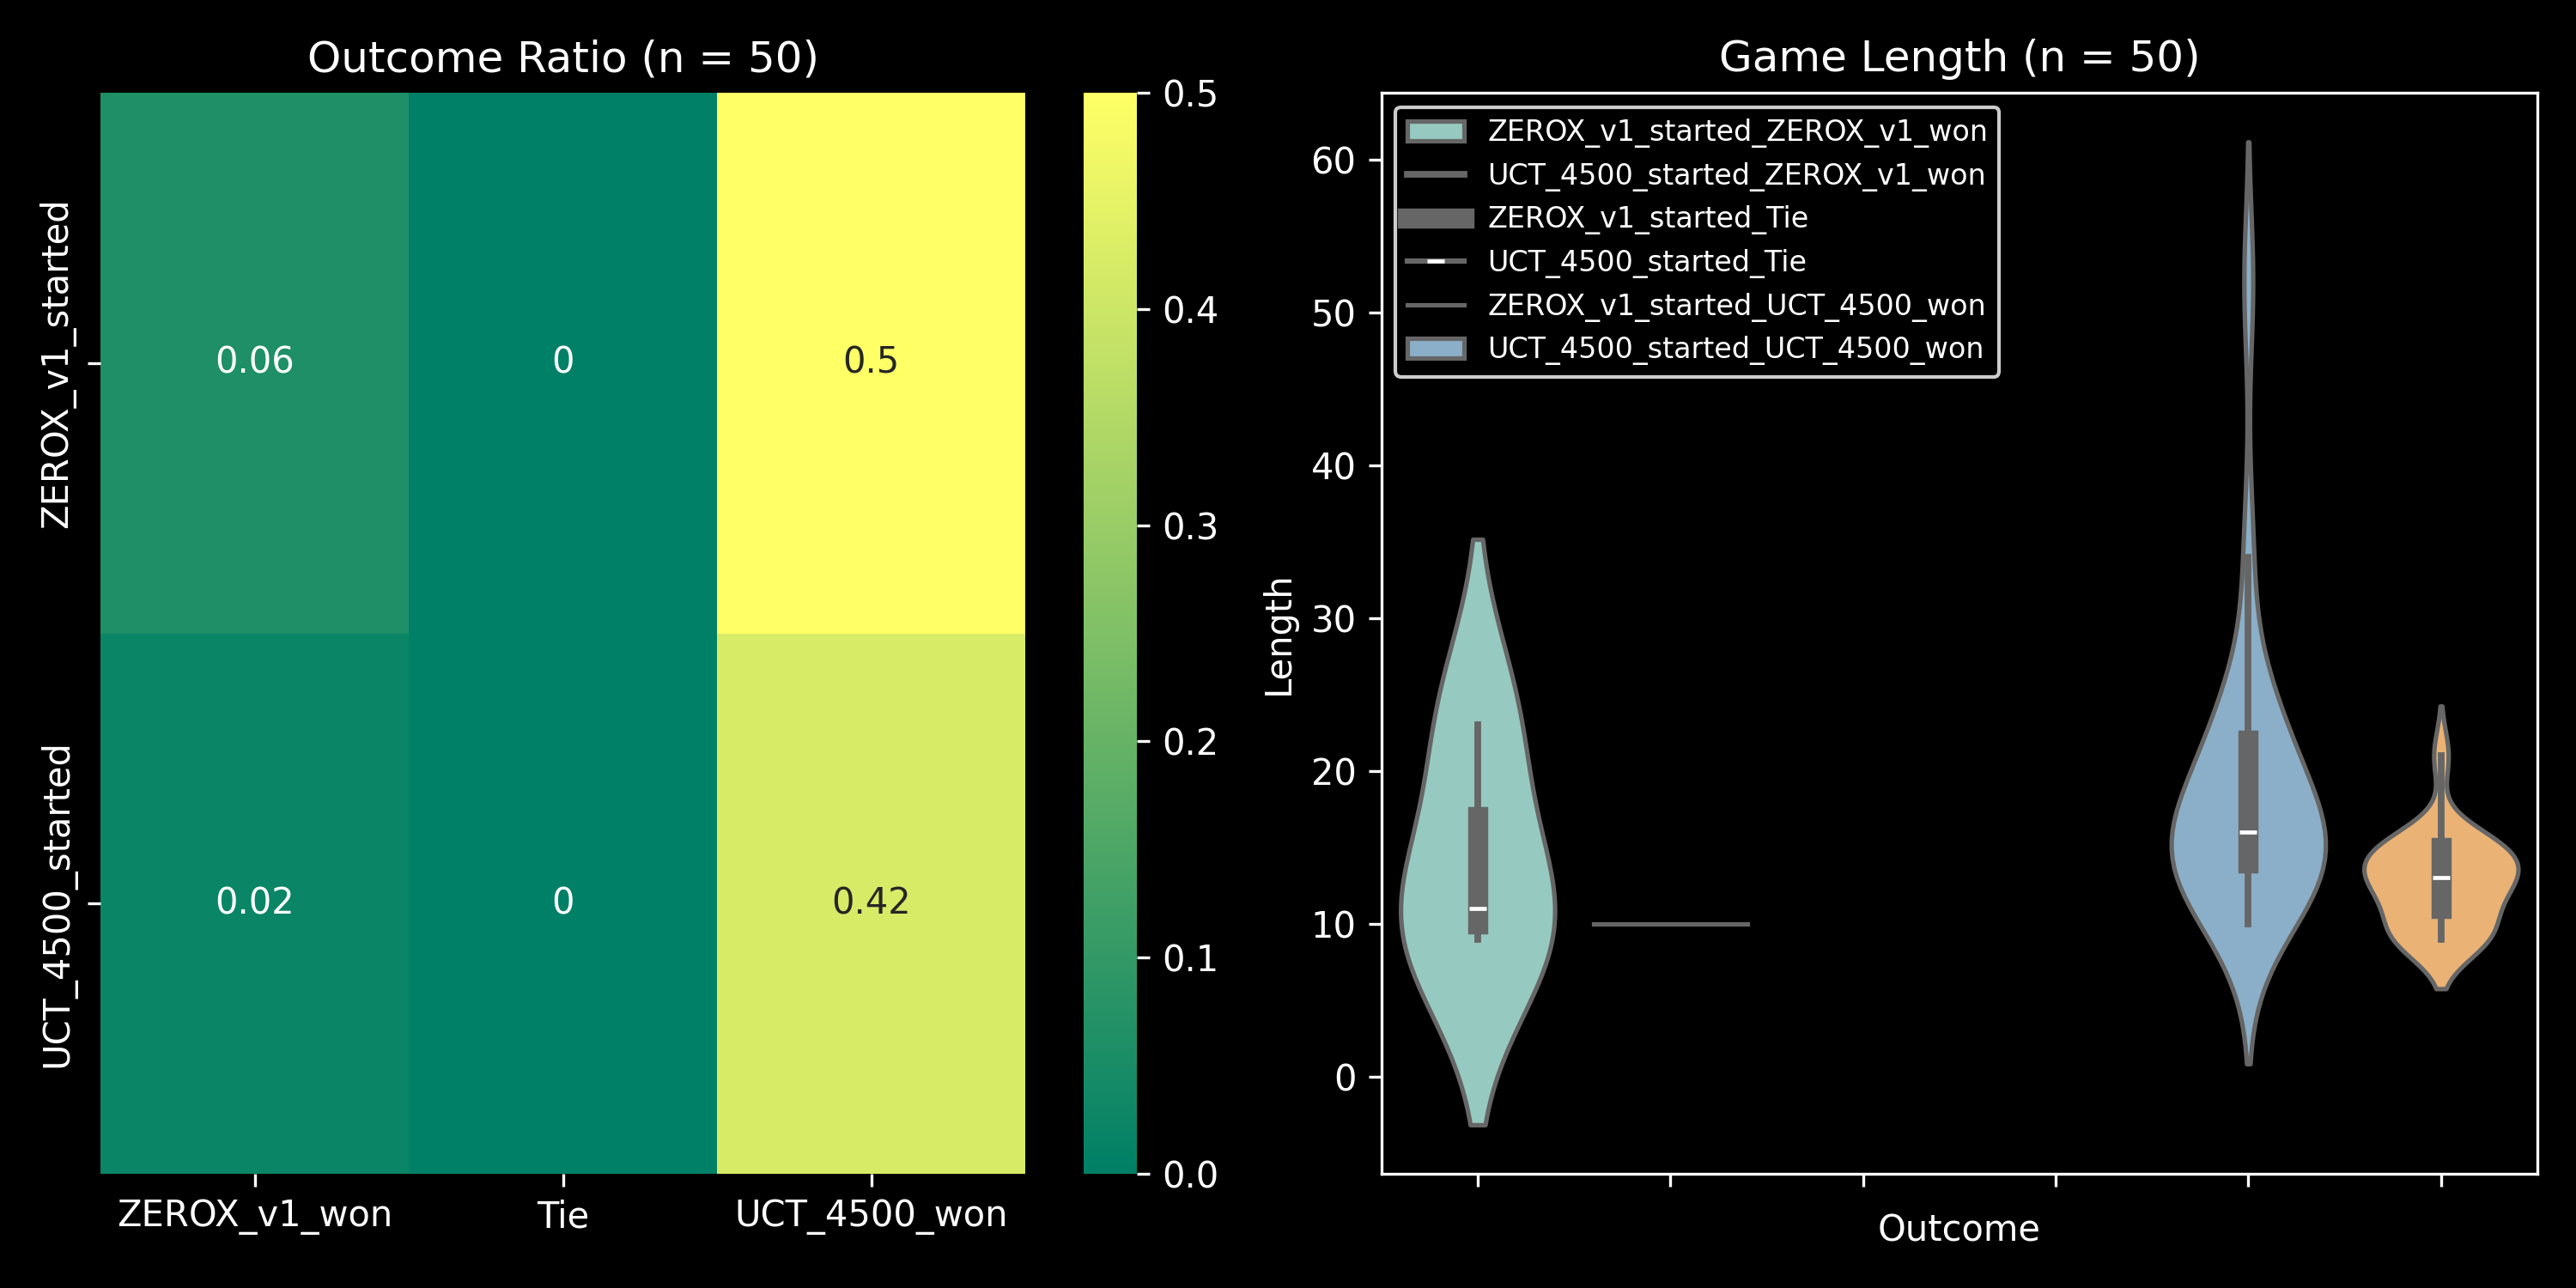 Outcome Ratio (n = 50)
ZEROX_v1_started
UCT_4500_started
0.06
0
0.5
0.02
0
0.42
ZEROX_v1_won
Tie
UCT_4500_won
0.5
0.4
0.3
0.2
0.1
0.0
Game Length (n = 50)
ZEROX_v1_started_ZEROX_v1_won
UCT_4500_started_ZEROX_v1_won
ZEROX_v1_started_Tie
UCT_4500_started_Tie
ZEROX_v1_started_UCT_4500_won
UCT_4500_started_UCT_4500_won
Length
60
50
40
30
20
10
0
Outcome